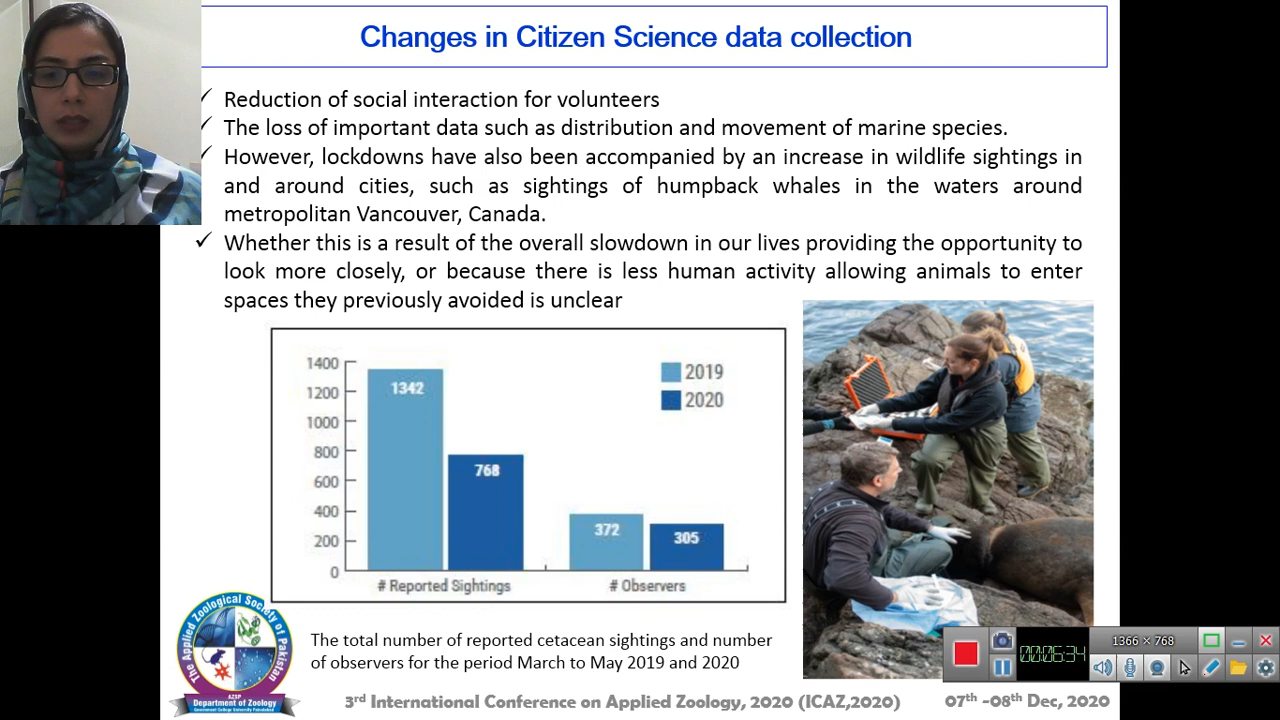 Changes in Citizen Science data collection
Reduction of social interaction for volunteers
The loss of important data such as distribution and movement of marine species.
However, lockdowns have also been accompanied by an increase in wildlife sightings in
and around cities, such as sightings of humpback whales in the waters around
metropolitan Vancouver, Canada.
Whether this is a result of the overall slowdown in our lives providing the opportunity to
look more closely, or because there is less human activity allowing animals to enter
spaces they previously avoided is unclear
1400
1200
1000
800
600
400
200
0
2019
2020
1342
768
372
305
# Reported Sightings
# Observers
The total number of reported cetacean sightings and number
of observers for the period March to May 2019 and 2020
The Applied Zoological Society of Pakistan
AZSP
Department of Zoology
Government College University Faisalabad
3rd International Conference on Applied Zoology, 2020 (ICAZ,2020)
07th -08th Dec, 2020
00:06:34
1366 × 768